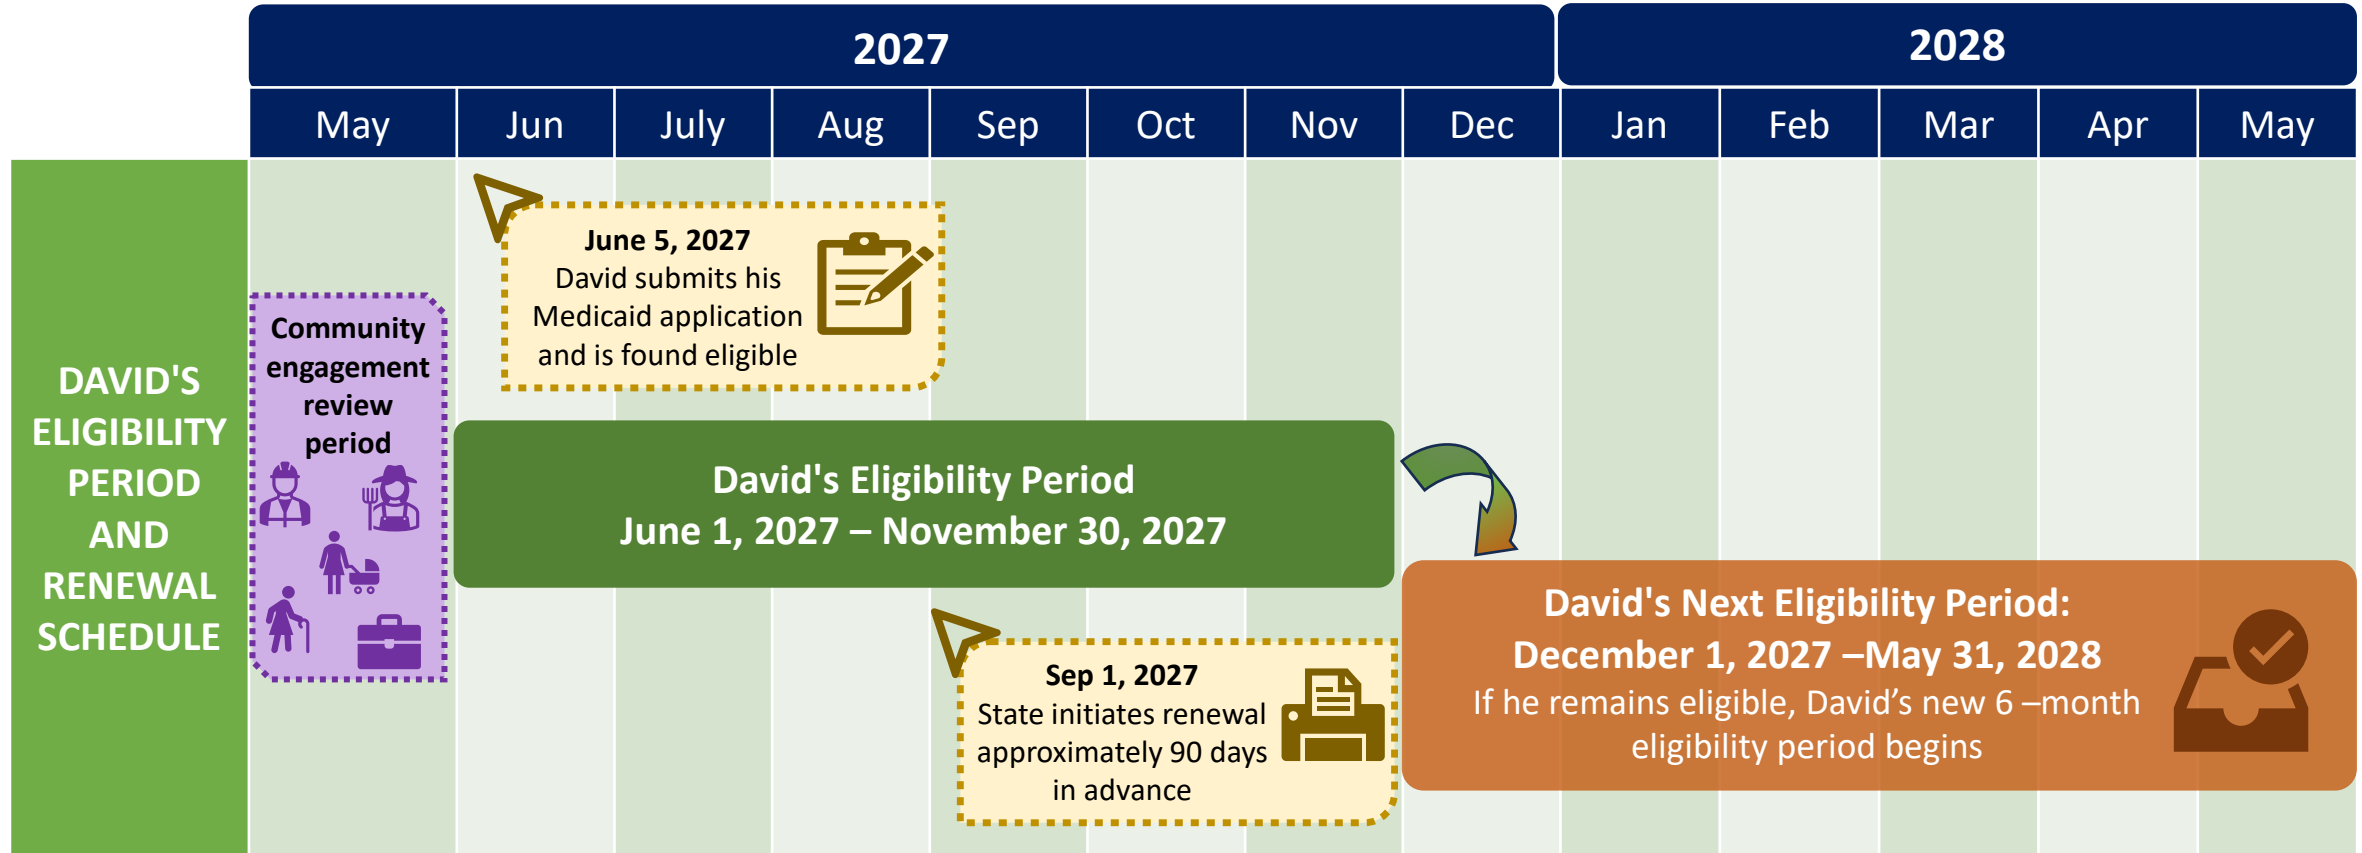 2027
2028
May
Jun
July
Aug
Sep
Oct
Nov
Dec
Jan
Feb
Mar
Apr
May
DAVID'S
ELIGIBILITY
PERIOD
AND
RENEWAL
SCHEDULE
Community
engagement
review
period
June 5, 2027
David submits his
Medicaid application
and is found eligible
David's Eligibility Period
June 1, 2027 – November 30, 2027
Sep 1, 2027
State initiates renewal
approximately 90 days
in advance
David's Next Eligibility Period:
December 1, 2027 –May 31, 2028
If he remains eligible, David’s new 6 –month
eligibility period begins